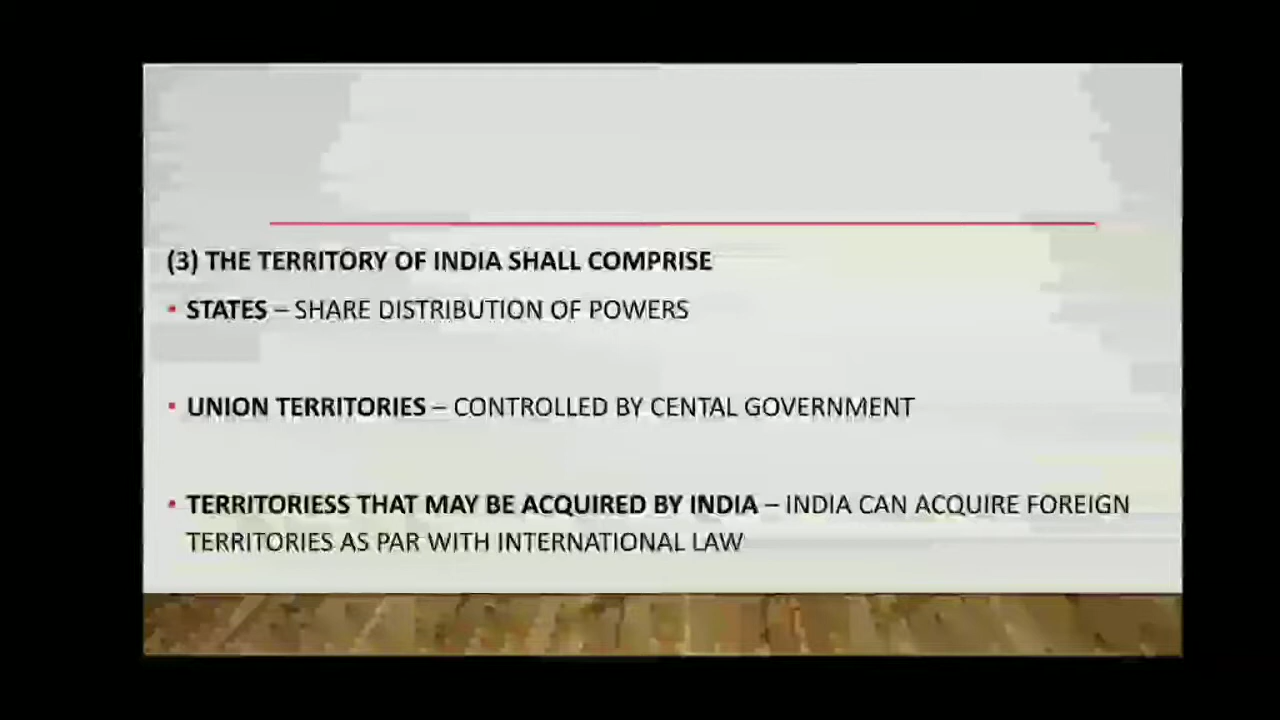 (3) THE TERRITORY OF INDIA SHALL COMPRISE
▪ STATES – SHARE DISTRIBUTION OF POWERS
▪ UNION TERRITORIES – CONTROLLED BY CENTAL GOVERNMENT
▪ TERRITORIESS THAT MAY BE ACQUIRED BY INDIA – INDIA CAN ACQUIRE FOREIGN
TERRITORIES AS PAR WITH INTERNATIONAL LAW